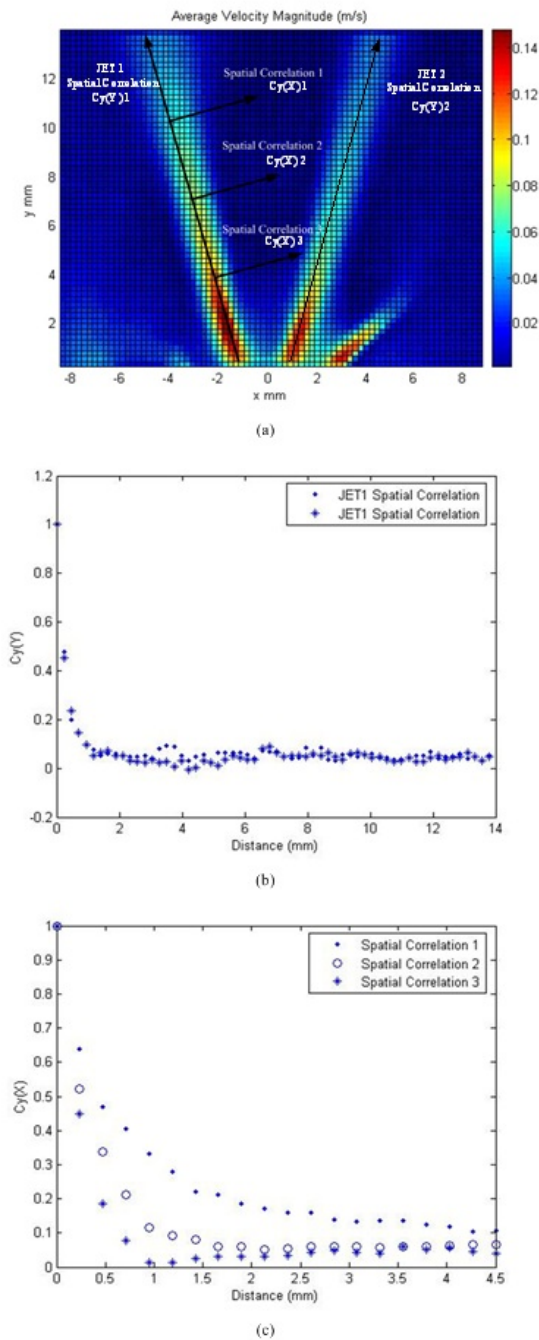 Average Velocity Magnitude (m/s)
JET 1
Spatial Correlation
Cy(Y)1
Spatial Correlation 1
Cy(X)1
JET 2
Spatial Correlation
Cy(Y)2
Spatial Correlation 2
Cy(X)2
Spatial Correlation 3
Cy(X)3
12
10
8
6
4
2
y mm
-8
-6
-4
-2
0
2
4
6
8
x mm
0.14
0.12
0.1
0.08
0.06
0.04
0.02
(a)
1.2
1
0.8
0.6
0.4
0.2
0
-0.2
Cy(Y)
JET1 Spatial Correlation
JET1 Spatial Correlation
0
2
4
6
8
10
12
14
Distance (mm)
(b)
1
0.9
0.8
0.7
0.6
0.5
0.4
0.3
0.2
0.1
0
Cy(X)
Spatial Correlation 1
Spatial Correlation 2
Spatial Correlation 3
0
0.5
1
1.5
2
2.5
3
3.5
4
4.5
Distance (mm)
(c)